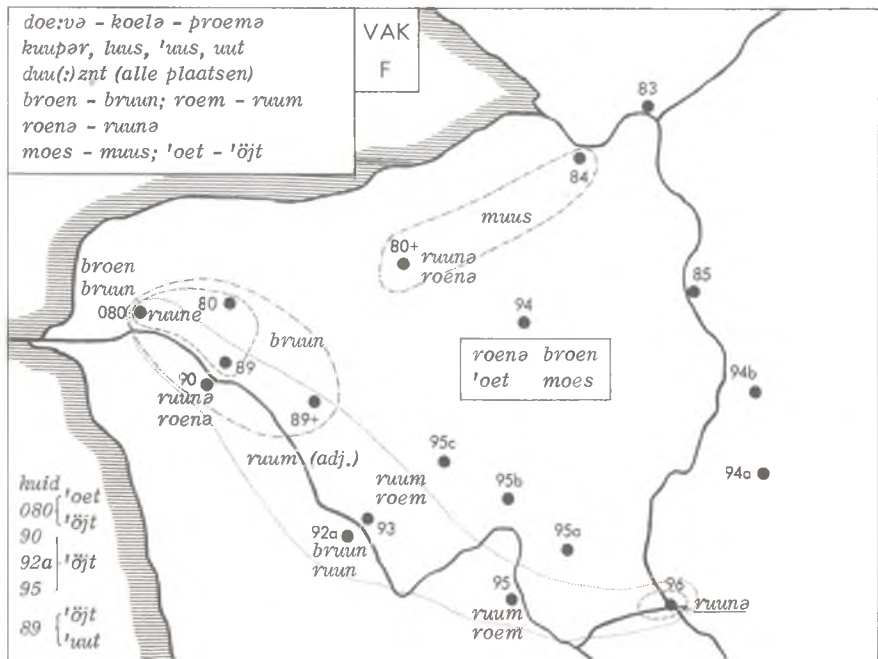 doe:və – koelə – proemə
kuupər, luus, 'uus, uut
duu(:)znt (alle plaatsen)
broen – bruun; roem – ruum
roenə – ruunə
moes – muus; 'oet – 'öjt
VAK
F
83
84
muus
80+
ruunə
roenə
broen
bruun
080
ruune
80
bruun
85
94
89
90
ruunə
roenə
89+
roenə broen
'oet moes
94b
ruum (adj.)
95c
ruum
roem
95b
94a
huid
080 { 'oet
'öjt
90
92a } 'öjt
95
89 { 'öjt
'uut
93
92a
bruun
ruun
95a
95
ruum
roem
96
ruunə